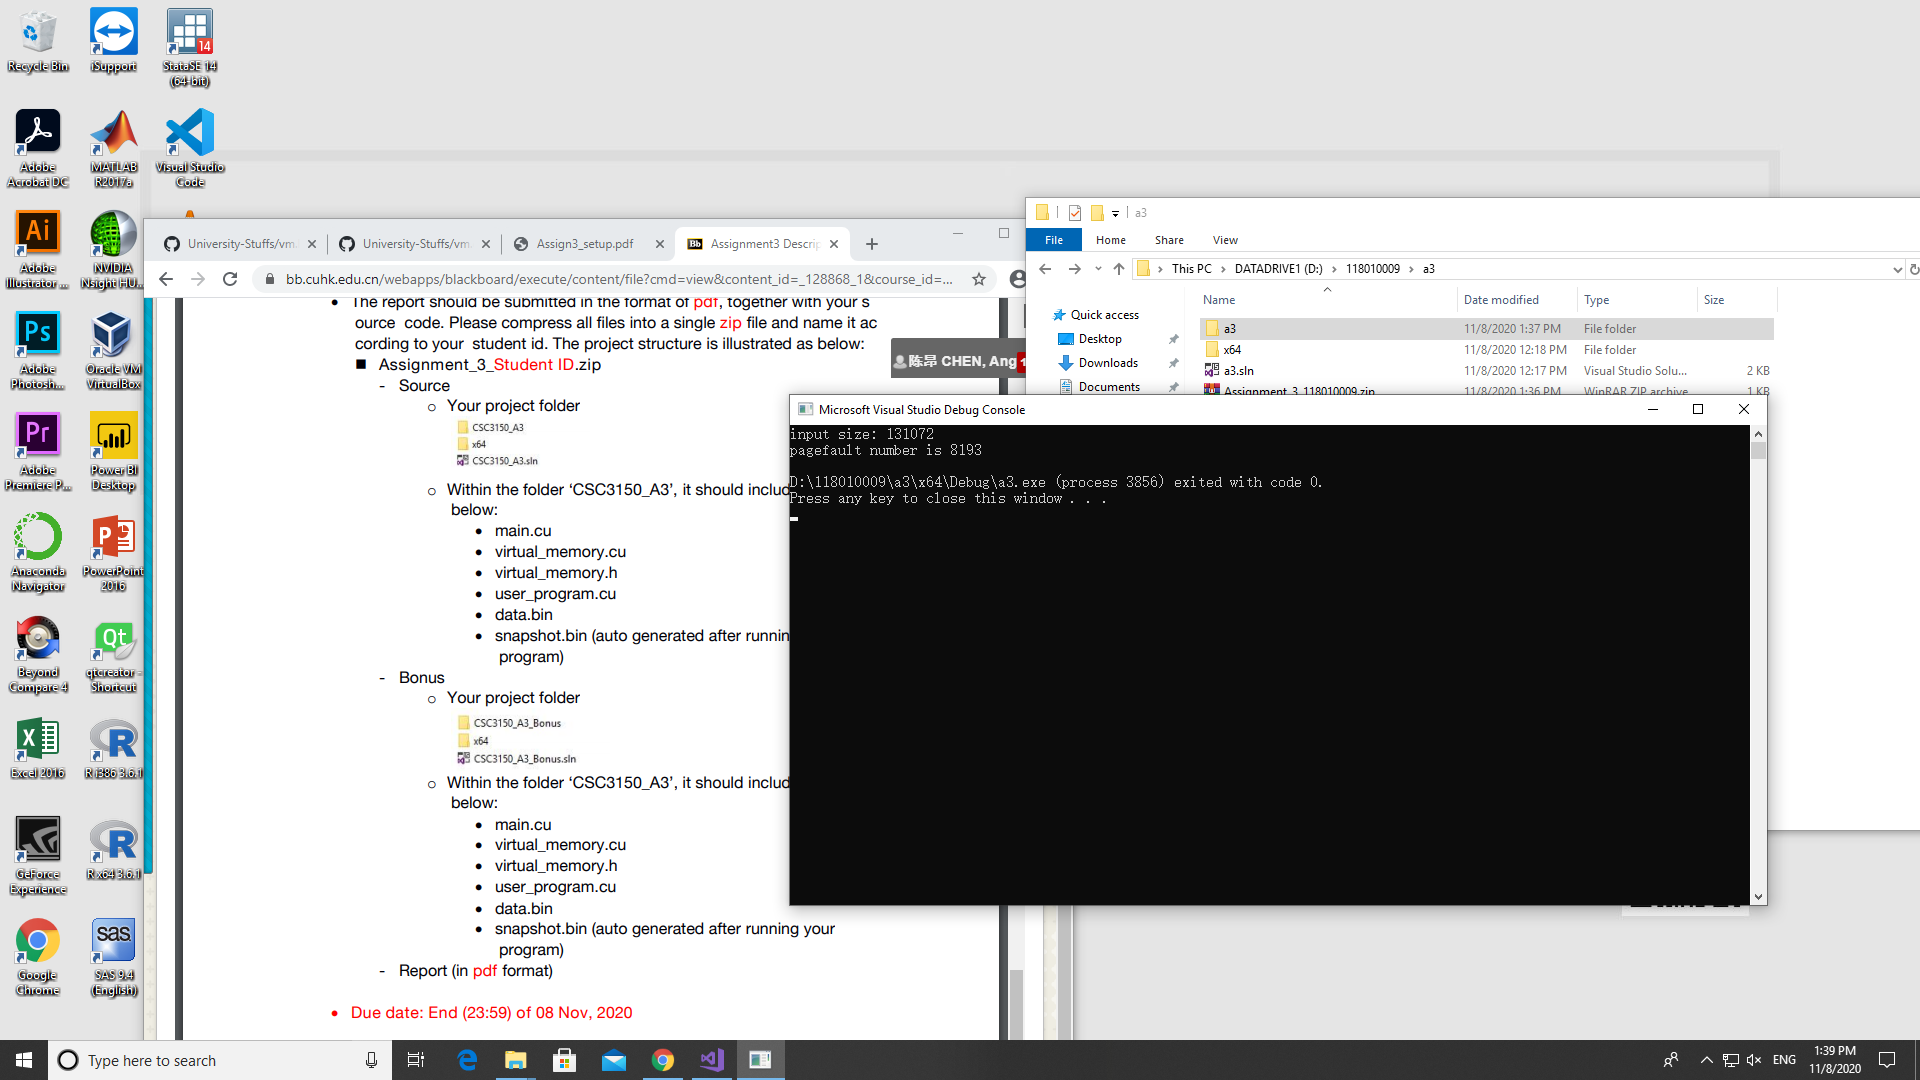 Recycle Bin
iSupport
StataSE 14
(64-bit)
14
Adobe
Acrobat DC
MATLAB
R2017a
Visual Studio
Code
Ai
Adobe
Illustrator ...
NVIDIA
Nsight HU...
Ps
Adobe
Photosh...
Oracle VM
VirtualBox
Pr
Adobe
Premiere P...
Power BI
Desktop
Anaconda
Navigator
PowerPoint
2016
Beyond
Compare 4
Qt
qtcreator -
Shortcut
Excel 2016
R i386 3.6.1
GeForce
Experience
R x64 3.6.1
Google
Chrome
sas
SAS 9.4
(English)
University-Stuffs/vm
University-Stuffs/vm.
Assign3_setup.pdf
Bb
Assignment3 Descrip
bb.cuhk.edu.cn/webapps/blackboard/execute/content/file?cmd=view&content_id=_128868_1&course_id=...
The report should be submitted in the format of pdf, together with your s
ource code. Please compress all files into a single zip file and name it ac
cording to your student id. The project structure is illustrated as below:
Assignment_3_Student ID.zip
- Source
Your project folder
CSC3150_A3
x64
CSC3150_A3.sln
Within the folder ‘CSC3150_A3’, it should includ
below:
main.cu
virtual_memory.cu
virtual_memory.h
user_program.cu
data.bin
snapshot.bin (auto generated after runnin
program)
- Bonus
Your project folder
CSC3150_A3_Bonus
x64
CSC3150_A3_Bonus.sln
Within the folder ‘CSC3150_A3’, it should includ
below:
main.cu
virtual_memory.cu
virtual_memory.h
user_program.cu
data.bin
snapshot.bin (auto generated after running your
program)
- Report (in pdf format)
Due date: End (23:59) of 08 Nov, 2020
陈昂 CHEN, Ang
a3
File
Home
Share
View
This PC
DATADRIVE1 (D:)
118010009
a3
Name
Date modified
Type
Size
Quick access
Desktop
Downloads
Documents
a3 11/8/2020 1:37 PM File folder
x64 11/8/2020 12:18 PM File folder
a3.sln 11/8/2020 12:17 PM Visual Studio Solu... 2 KB
Assignment_3_118010009.zip 11/8/2020 1:36 PM WinRAR ZIP archive 1 KB
Microsoft Visual Studio Debug Console
input size: 131072
pagefault number is 8193
D:\118010009\a3\x64\Debug\a3.exe (process 3856) exited with code 0.
Press any key to close this window . . .
Type here to search
ENG
1:39 PM
11/8/2020